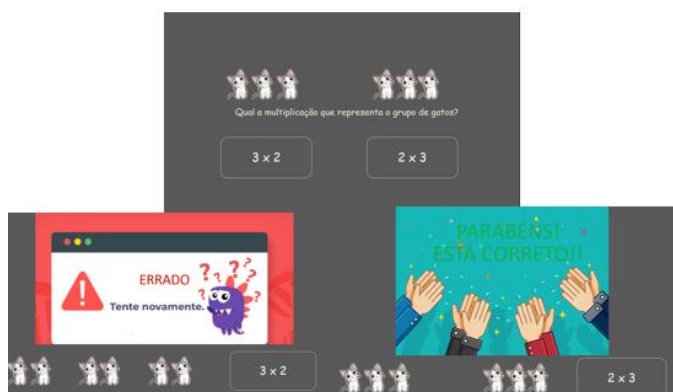 Qual a multiplicação que representa o grupo de gatos?
3 x 2
2 x 3
ERRADO
Tente novamente.
? ? ? ? ?
3 x 2
PARABÉNS!
ESTÁ CORRETO!!
2 x 3